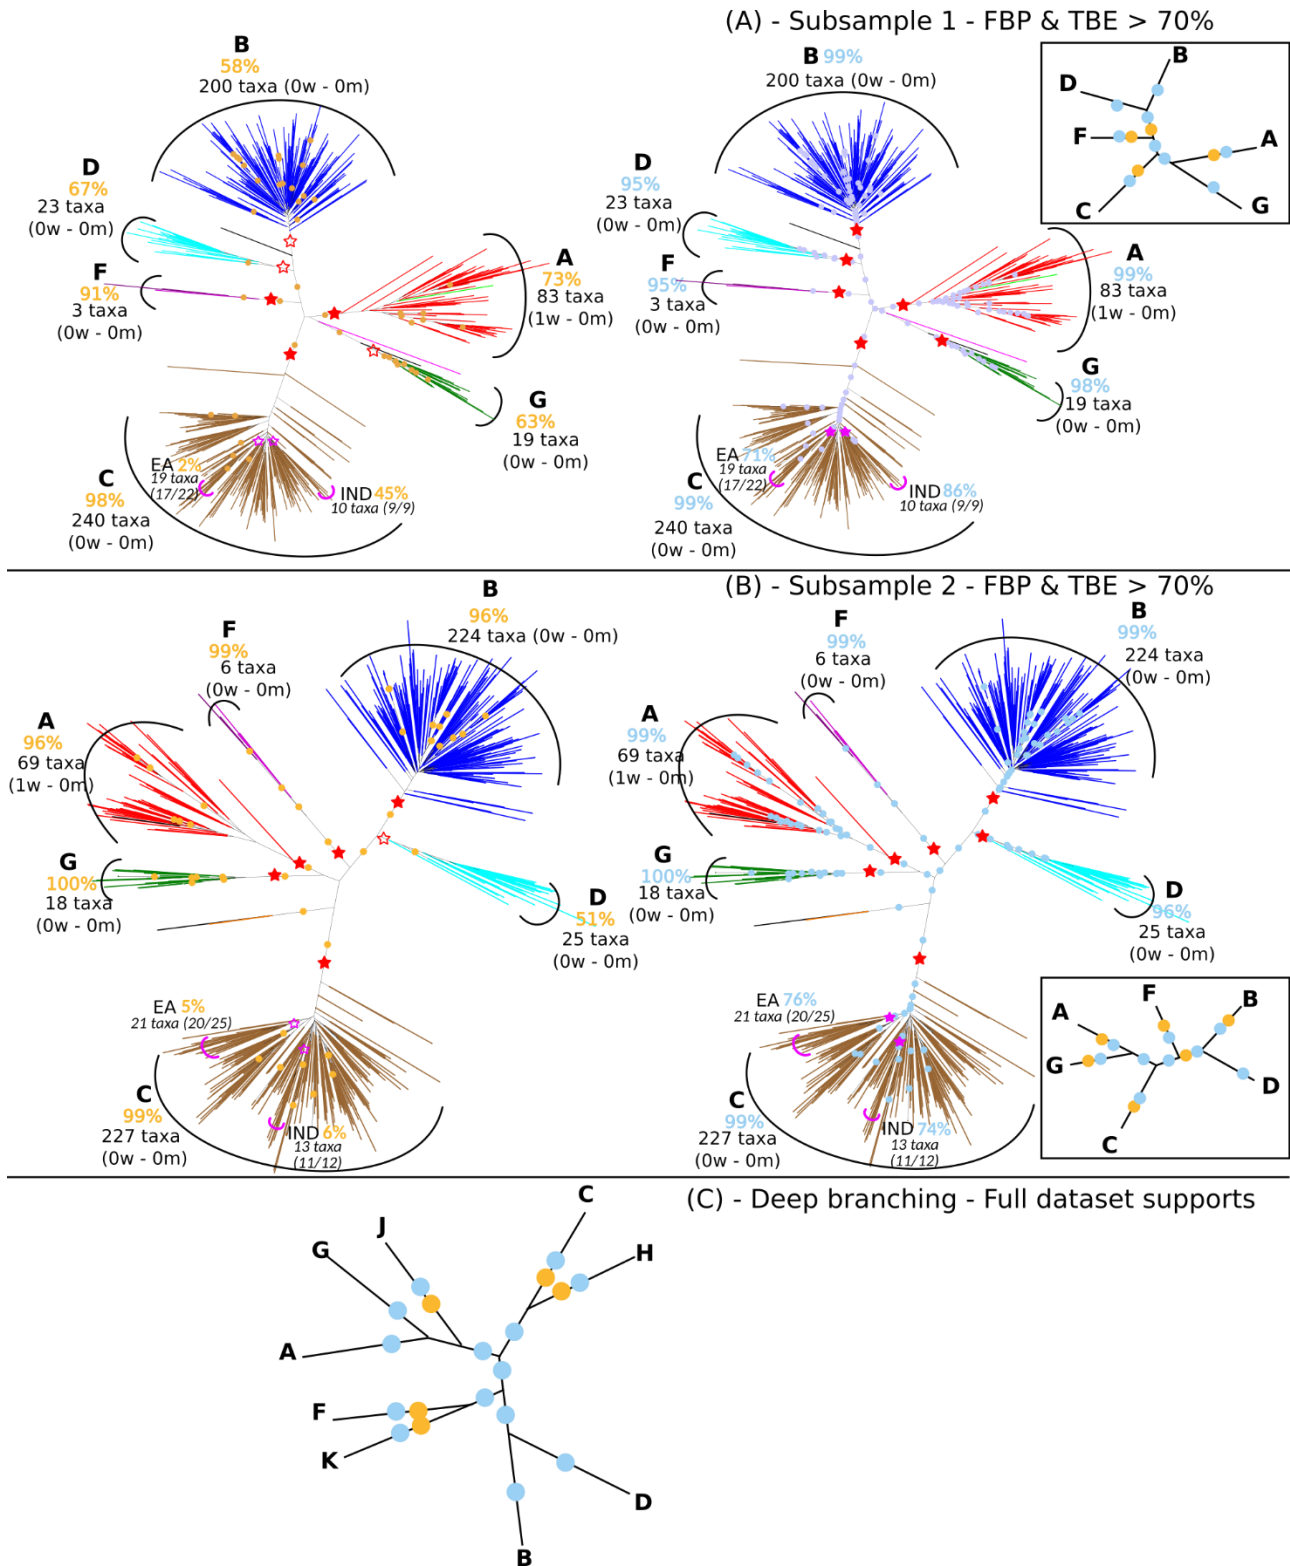 (A) - Subsample 1 - FBP & TBE > 70%
B
58%
200 taxa (0w - 0m)
D
67%
23 taxa
(0w - 0m)
F
91%
3 taxa
(0w - 0m)
A
73%
83 taxa
(1w - 0m)
G
63%
19 taxa
(0w - 0m)
EA 2%
19 taxa
(17/22)
IND 45%
10 taxa (9/9)
C
98%
240 taxa
(0w - 0m)
B 99%
200 taxa (0w - 0m)
D
95%
23 taxa
(0w - 0m)
F
95%
3 taxa
(0w - 0m)
A
99%
83 taxa
(1w - 0m)
G
98%
19 taxa
(0w - 0m)
EA 71%
19 taxa
(17/22)
IND 86%
10 taxa (9/9)
C
99%
240 taxa
(0w - 0m)
B
D
F
A
C
G
(B) - Subsample 2 - FBP & TBE > 70%
B
96%
224 taxa (0w - 0m)
F
99%
6 taxa
(0w - 0m)
A
96%
69 taxa
(1w - 0m)
G
100%
18 taxa
(0w - 0m)
D
51%
25 taxa
(0w - 0m)
EA 5%
21 taxa (20/25)
C
99%
227 taxa
(0w - 0m)
IND 6%
13 taxa
(11/12)
B
99%
224 taxa
(0w - 0m)
F
99%
6 taxa
(0w - 0m)
A
99%
69 taxa
(1w - 0m)
G
100%
18 taxa
(0w - 0m)
D
96%
25 taxa
(0w - 0m)
EA 76%
21 taxa (20/25)
C
99%
227 taxa
(0w - 0m)
IND 74%
13 taxa
(11/12)
A
F
B
G
D
C
(C) - Deep branching - Full dataset supports
C
J
G
H
A
F
K
D
B